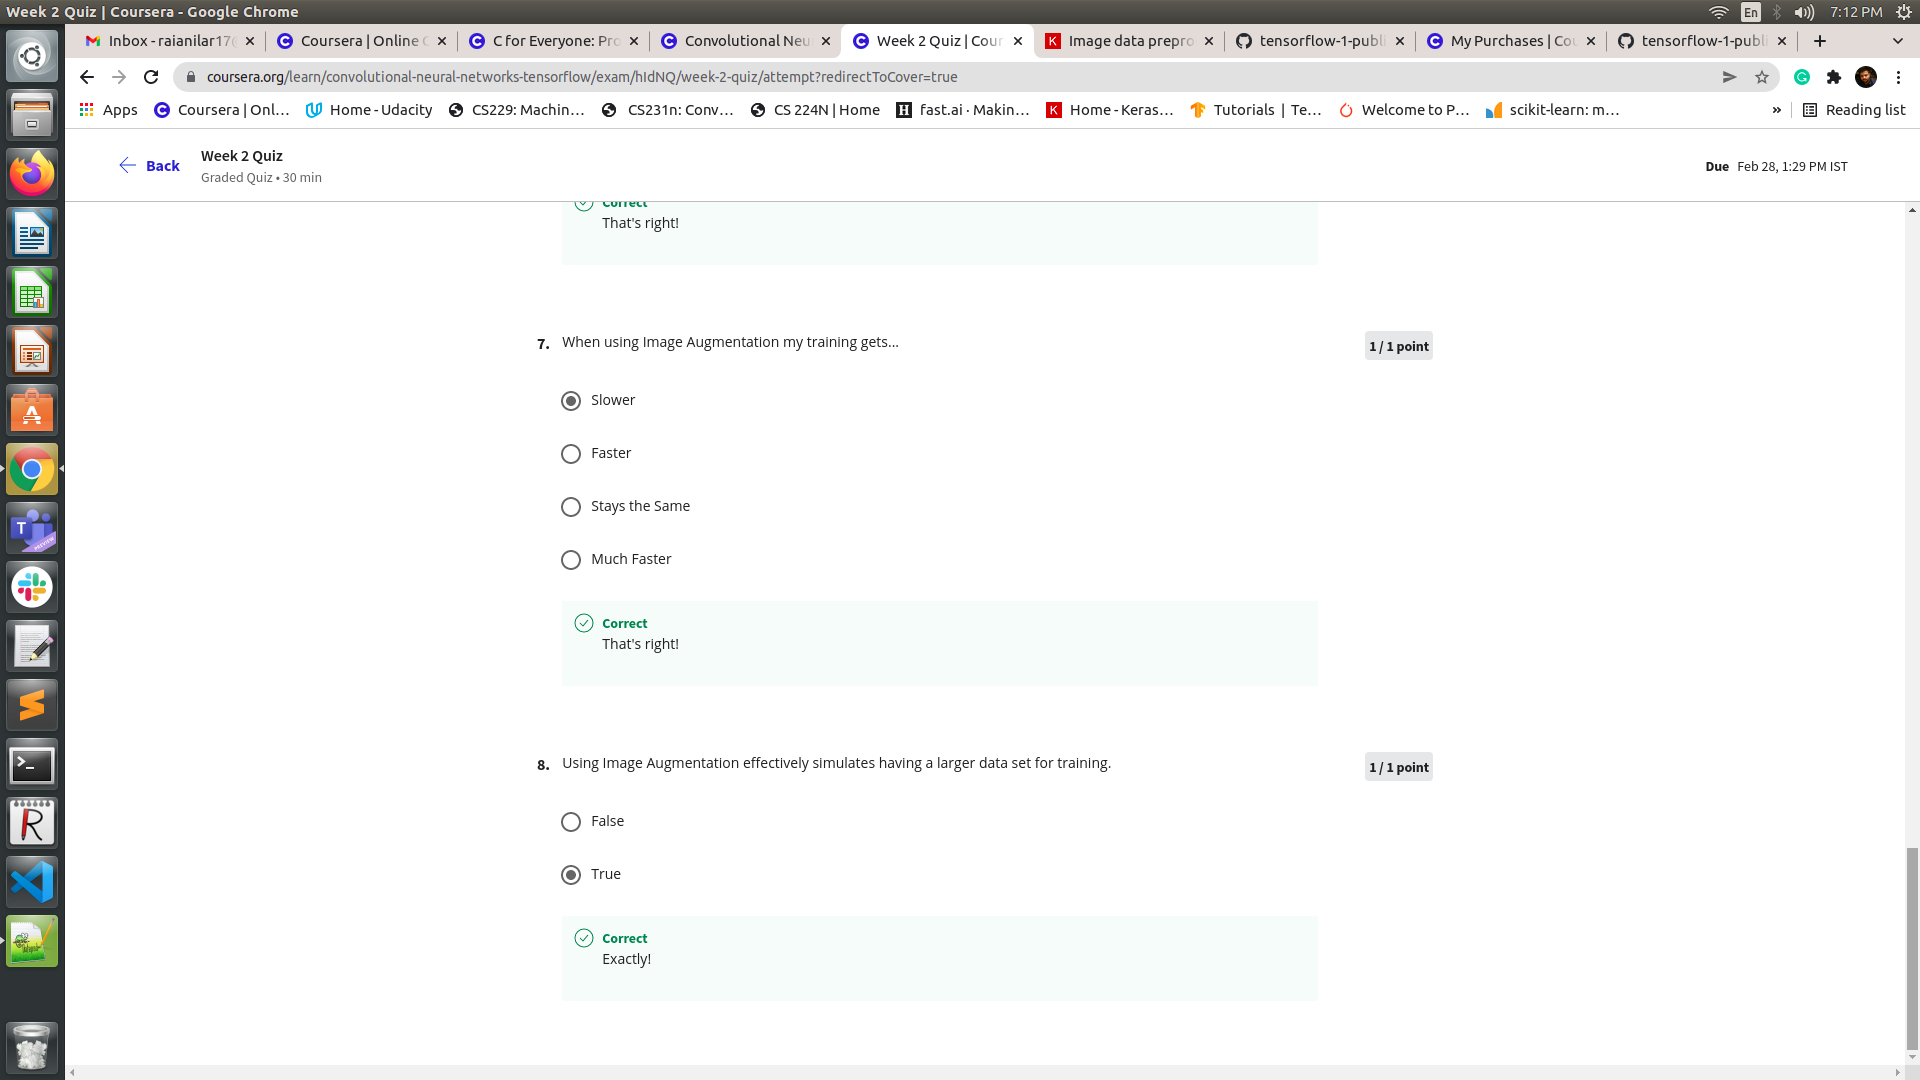 Week 2 Quiz | Coursera - Google Chrome
En
7:12 PM
Inbox - raianilar17
Coursera | Online C
C for Everyone: Pro
Convolutional Neu
Week 2 Quiz | Cour
Image data prepro
tensorflow-1-publi
My Purchases | Cou
tensorflow-1-publi
coursera.org/learn/convolutional-neural-networks-tensorflow/exam/hIdNQ/week-2-quiz/attempt?redirectToCover=true
Apps
Coursera | Onl…
Home - Udacity
CS229: Machin…
CS231n: Conv…
CS 224N | Home
fast.ai · Makin…
Home - Keras…
Tutorials | Te…
Welcome to P…
scikit-learn: m…
»
Reading list
Back
Week 2 Quiz
Graded Quiz • 30 min
Due Feb 28, 1:29 PM IST
Correct
That's right!
7. When using Image Augmentation my training gets...
1 / 1 point
Slower
Faster
Stays the Same
Much Faster
Correct
That's right!
8. Using Image Augmentation effectively simulates having a larger data set for training.
1 / 1 point
False
True
Correct
Exactly!